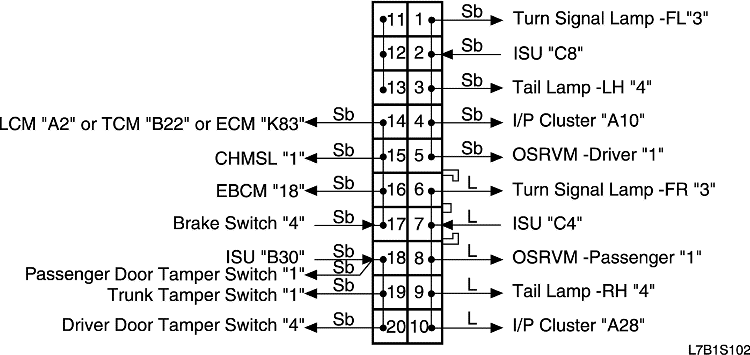 11 1 Sb Turn Signal Lamp -FL"3"
12 2 Sb ISU "C8"
13 3 Sb Tail Lamp -LH "4"
LCM "A2" or TCM "B22" or ECM "K83" Sb 14 4 Sb I/P Cluster "A10"
CHMSL "1" Sb 15 5 Sb OSRVM -Driver "1"
EBCM "18" Sb 16 6 L Turn Signal Lamp -FR "3"
Brake Switch "4" Sb 17 7 L ISU "C4"
ISU "B30" Sb 18 8 L OSRVM -Passenger "1"
Passenger Door Tamper Switch "1" Sb
Trunk Tamper Switch "1" Sb 19 9 L Tail Lamp -RH "4"
Driver Door Tamper Switch "4" Sb 20 10 L I/P Cluster "A28"
L7B1S102